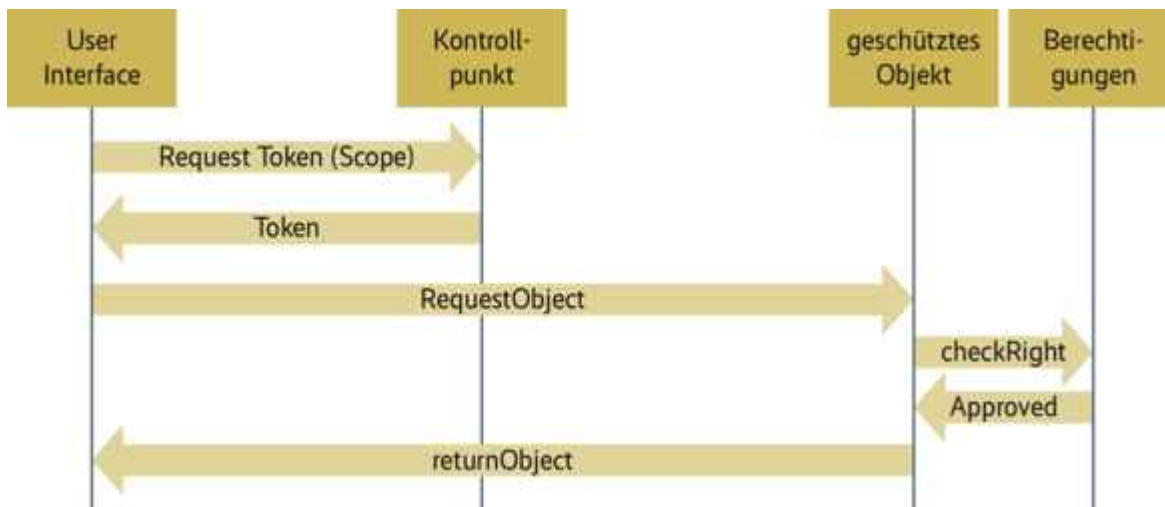 User
Interface
Kontroll-
punkt
geschütztes
Objekt
Berechti-
gungen
Request Token (Scope)
Token
RequestObject
checkRight
Approved
returnObject